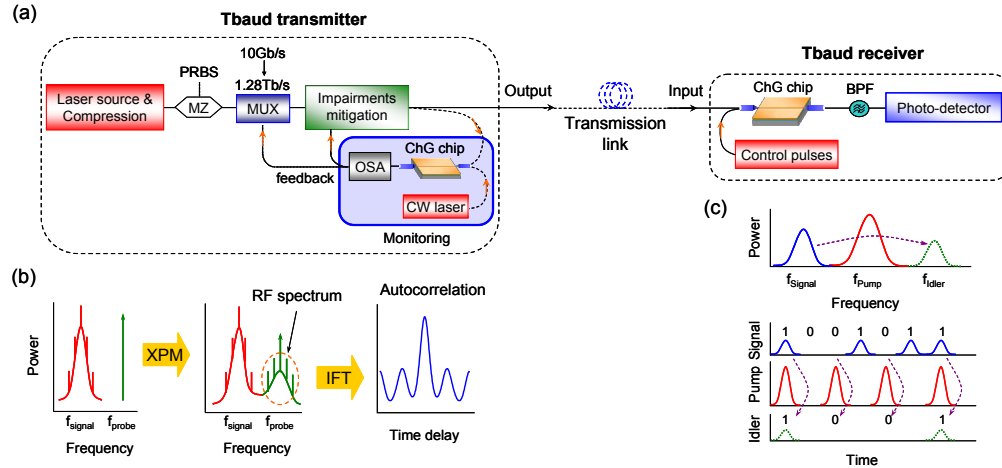 (a)
Tbaud transmitter
10Gb/s
PRBS
1.28Tb/s
Laser source &
Compression
MZ
MUX
Impairments
mitigation
Output
Transmission
link
Input
Tbaud receiver
ChG chip
BPF
Photo-detector
Control pulses
feedback
OSA
ChG chip
CW laser
Monitoring
(b)
Power
fsignal
fprobe
Frequency
XPM
RF spectrum
fsignal
fprobe
Frequency
IFT
Autocorrelation
Time delay
(c)
Power
fSignal
fPump
fIdler
Frequency
Signal
1 0 0 1 0 1 1
Pump
Idler
1 0 0 1
Time